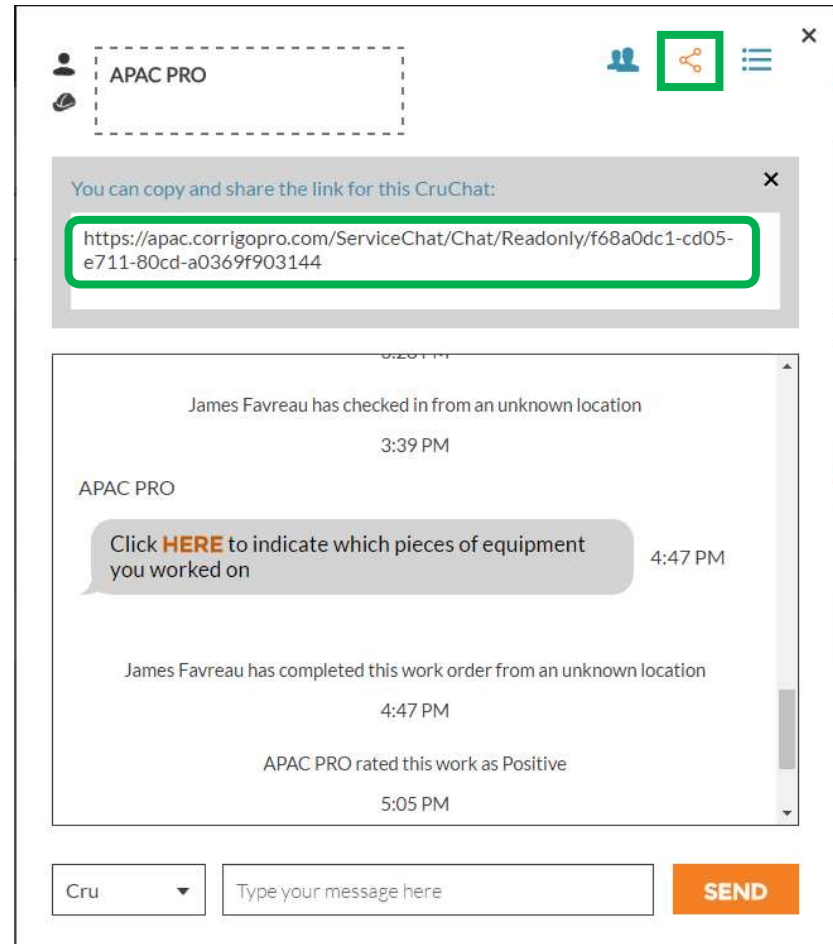 APAC PRO
You can copy and share the link for this CruChat:
https://apac.corrigopro.com/ServiceChat/Chat/Readonly/f68a0dc1-cd05-
e711-80cd-a0369f903144
James Favreau has checked in from an unknown location
3:39 PM
APAC PRO
Click HERE to indicate which pieces of equipment
you worked on
4:47 PM
James Favreau has completed this work order from an unknown location
4:47 PM
APAC PRO rated this work as Positive
5:05 PM
Cru
Type your message here
SEND